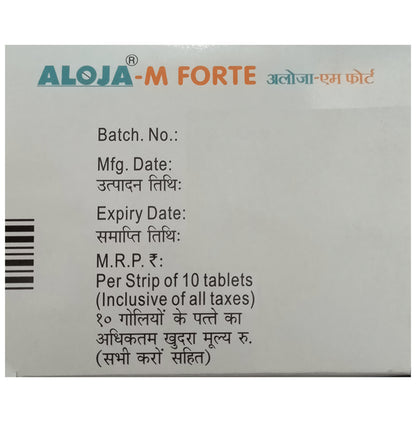 ALOJA®-M FORTE अलोजा-एम फोर्ट
Batch. No.:
Mfg. Date:
उत्पादन तिथि:
Expiry Date:
समाप्ति तिथि:
M.R.P. ₹:
Per Strip of 10 tablets
(Inclusive of all taxes)
१० गोलियों के पत्ते का
अधिकतम खुदरा मूल्य रु.
(सभी करों सहित)